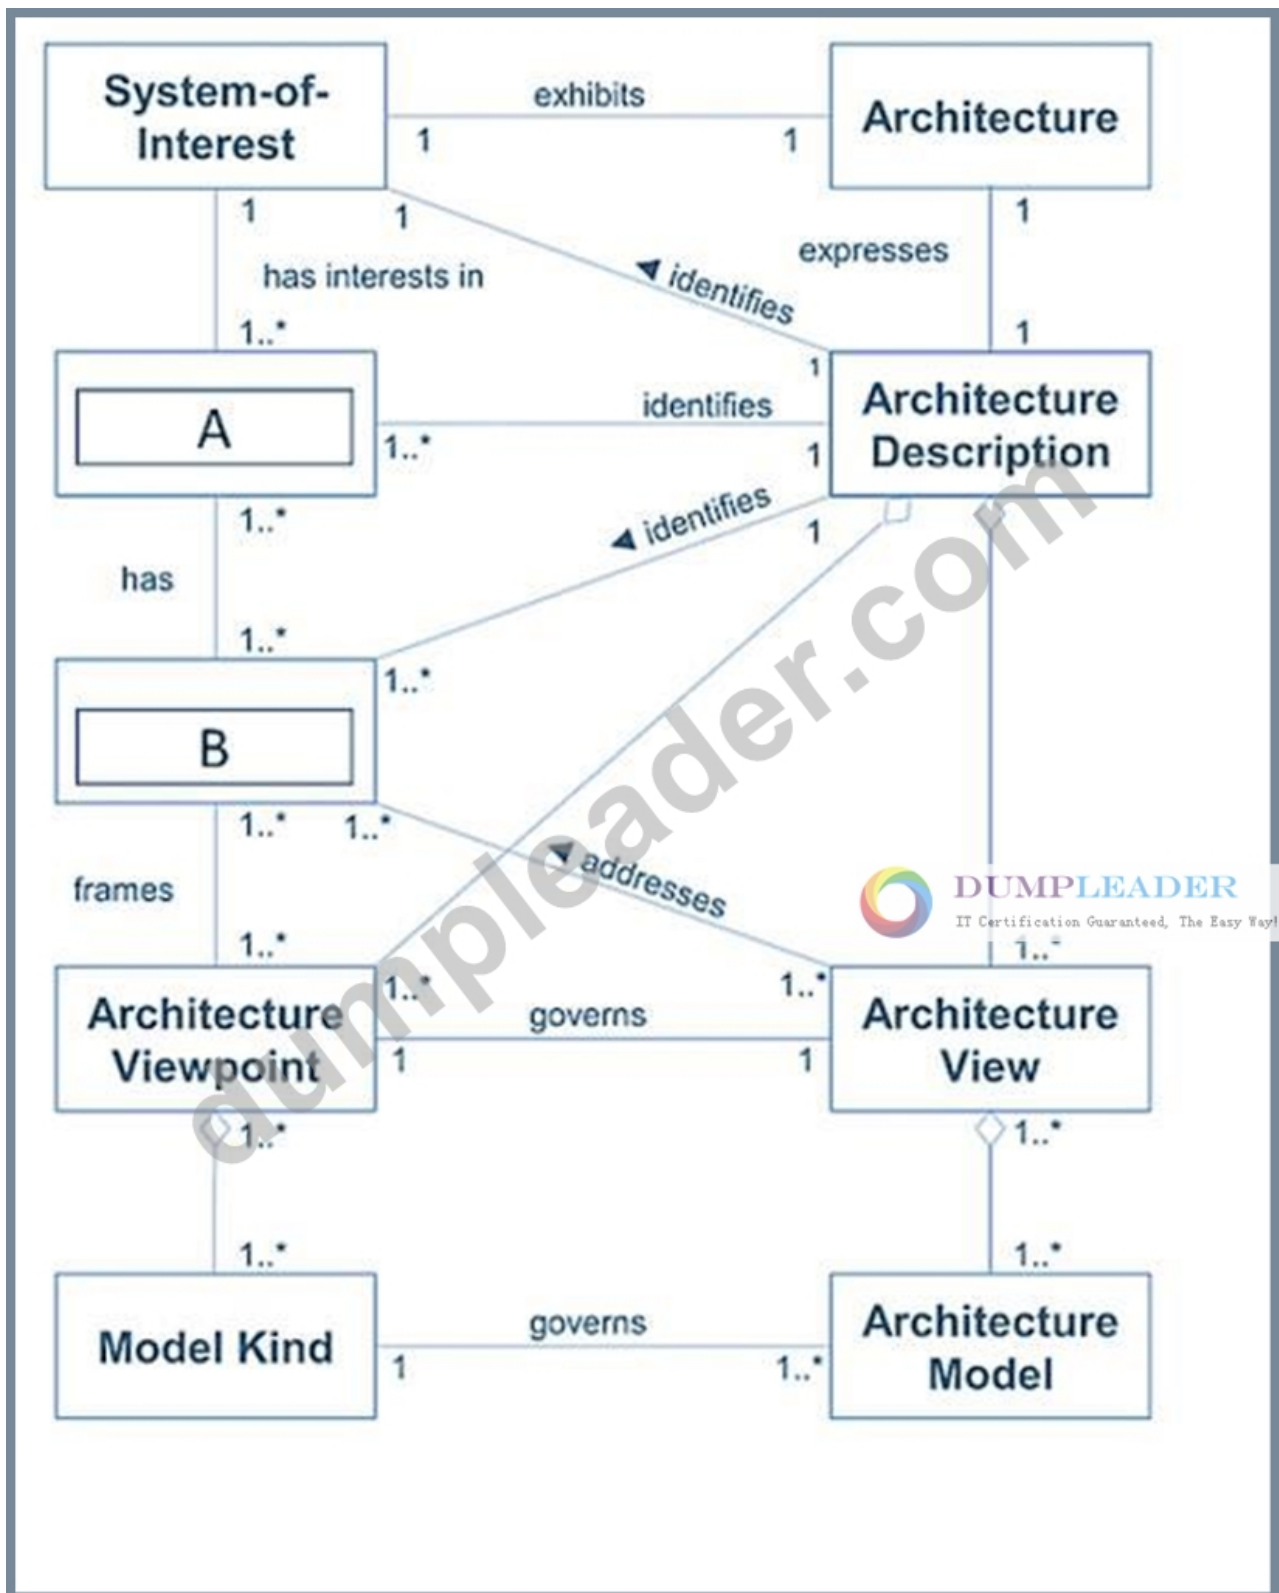 System-of-
Interest
exhibits
Architecture
1
1
1
1
1
has interests in
expresses
identifies
1..*
1
1
A
identifies
Architecture
Description
1..*
1
1..*
identifies
1
has
1..*
1..*
B
1..*
1..*
addresses
frames
DUMPLEADER
IT Certification Guaranteed, The Easy Way!
1..*
1..*
1..*
1..*
Architecture
Viewpoint
governs
Architecture
View
1
1
1..*
1..*
1..*
1..*
Model Kind
governs
Architecture
Model
1
1..*
dumpleader.com